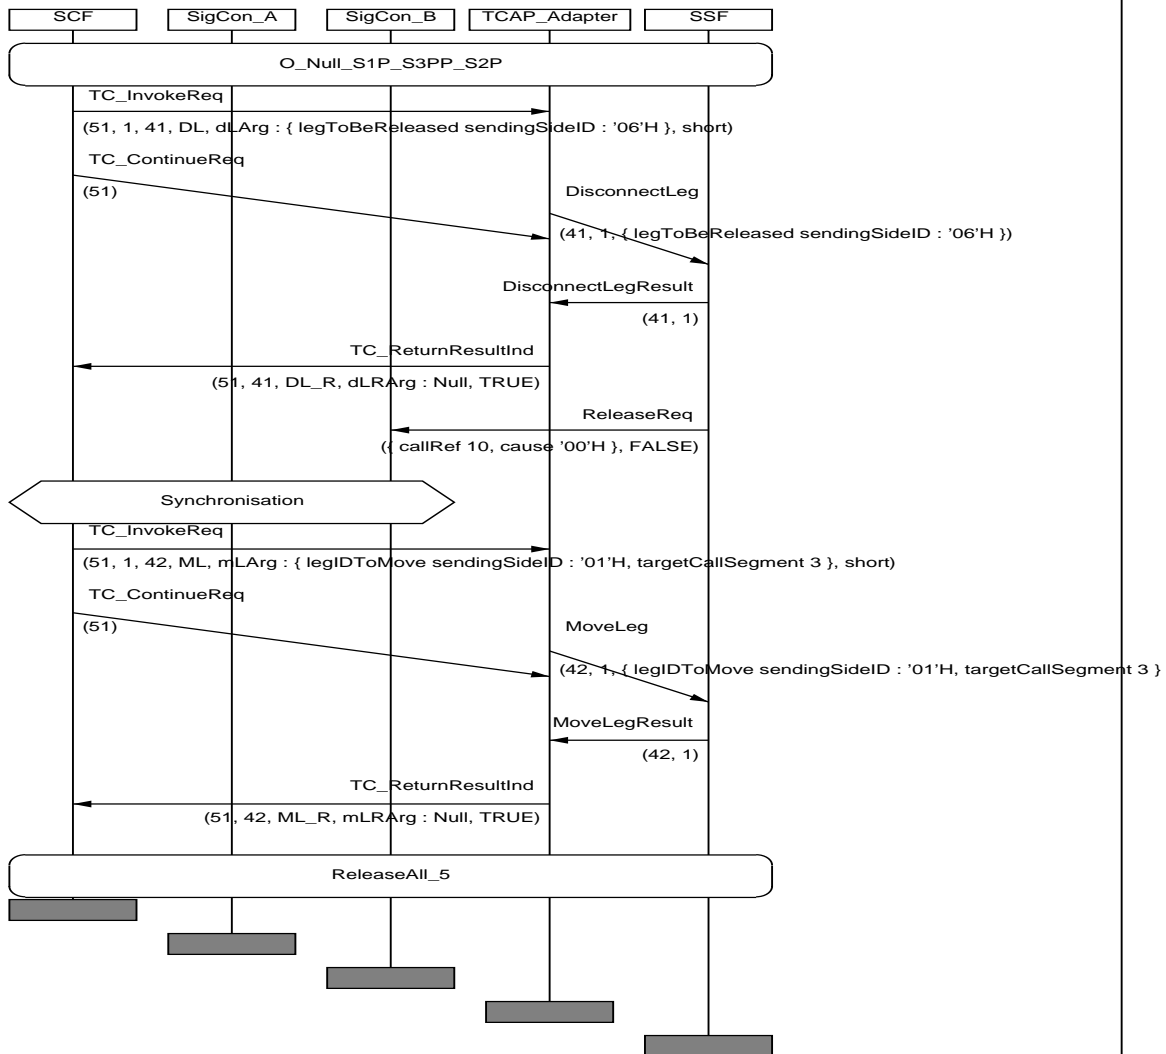 SCF SigCon_A SigCon_B TCAP_Adapter SSF
O_Null_S1P_S3PP_S2P
TC_InvokeReq
(51, 1, 41, DL, dLArg : { legToBeReleased sendingSideID : '06'H }, short)
TC_ContinueReq
(51)
DisconnectLeg
(41, 1, { legToBeReleased sendingSideID : '06'H })
DisconnectLegResult
(41, 1)
TC_ReturnResultInd
(51, 41, DL_R, dLRArg : Null, TRUE)
ReleaseReq
({ callRef 10, cause '00'H }, FALSE)
Synchronisation
TC_InvokeReq
(51, 1, 42, ML, mLArg : { legIDToMove sendingSideID : '01'H, targetCallSegment 3 }, short)
TC_ContinueReq
(51)
MoveLeg
(42, 1, { legIDToMove sendingSideID : '01'H, targetCallSegment 3 }
MoveLegResult
(42, 1)
TC_ReturnResultInd
(51, 42, ML_R, mLRArg : Null, TRUE)
ReleaseAll_5